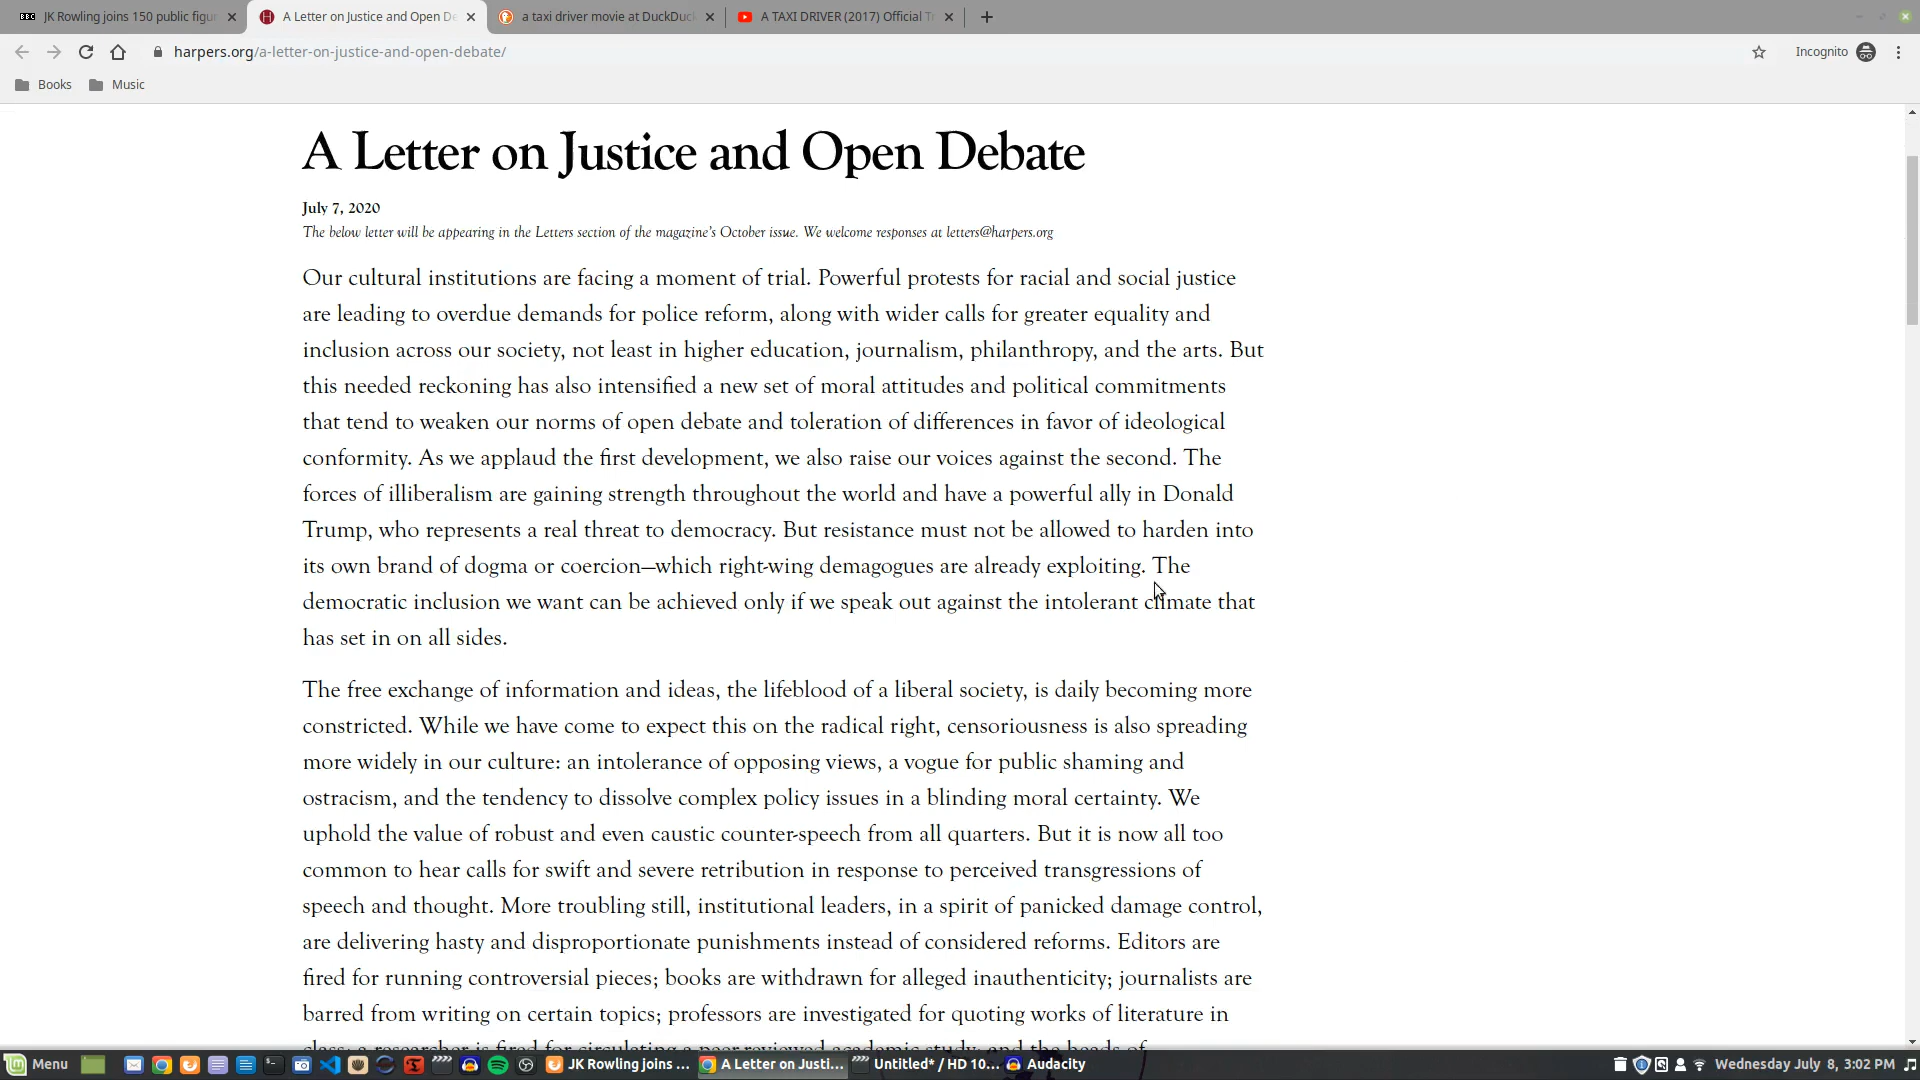 JK Rowling joins 150 public figu
A Letter on Justice and Open De
a taxi driver movie at DuckDuc
A TAXI DRIVER (2017) Official T
harpers.org/a-letter-on-justice-and-open-debate/
Incognito
Books
Music
A Letter on Justice and Open Debate
July 7, 2020
The below letter will be appearing in the Letters section of the magazine's October issue. We welcome responses at letters@harpers.org
Our cultural institutions are facing a moment of trial. Powerful protests for racial and social justice
are leading to overdue demands for police reform, along with wider calls for greater equality and
inclusion across our society, not least in higher education, journalism, philanthropy, and the arts. But
this needed reckoning has also intensified a new set of moral attitudes and political commitments
that tend to weaken our norms of open debate and toleration of differences in favor of ideological
conformity. As we applaud the first development, we also raise our voices against the second. The
forces of illiberalism are gaining strength throughout the world and have a powerful ally in Donald
Trump, who represents a real threat to democracy. But resistance must not be allowed to harden into
its own brand of dogma or coercion—which right-wing demagogues are already exploiting. The
democratic inclusion we want can be achieved only if we speak out against the intolerant climate that
has set in on all sides.
The free exchange of information and ideas, the lifeblood of a liberal society, is daily becoming more
constricted. While we have come to expect this on the radical right, censoriousness is also spreading
more widely in our culture: an intolerance of opposing views, a vogue for public shaming and
ostracism, and the tendency to dissolve complex policy issues in a blinding moral certainty. We
uphold the value of robust and even caustic counter-speech from all quarters. But it is now all too
common to hear calls for swift and severe retribution in response to perceived transgressions of
speech and thought. More troubling still, institutional leaders, in a spirit of panicked damage control,
are delivering hasty and disproportionate punishments instead of considered reforms. Editors are
fired for running controversial pieces; books are withdrawn for alleged inauthenticity; journalists are
barred from writing on certain topics; professors are investigated for quoting works of literature in
class; a researcher is fired for circulating a peer-reviewed academic study; and the heads of
Menu
JK Rowling joins ...
A Letter on Justi...
Untitled* / HD 10...
Audacity
Wednesday July 8, 3:02 PM